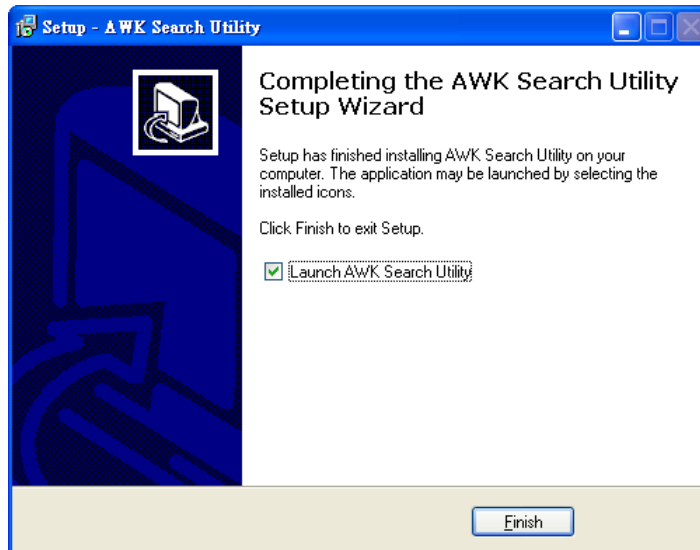 Setup - AWK Search Utility
Completing the AWK Search Utility
Setup Wizard
Setup has finished installing AWK Search Utility on your
computer. The application may be launched by selecting the
installed icons.
Click Finish to exit Setup.
Launch AWK Search Utility
Finish